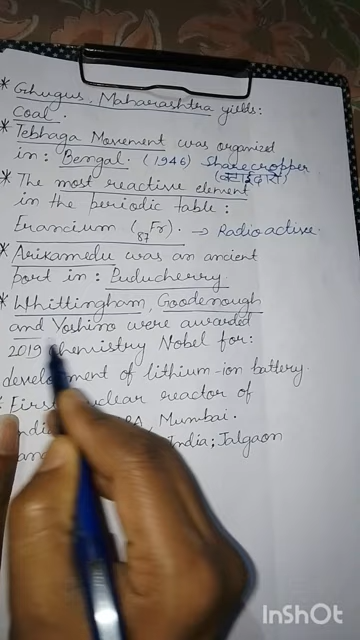 * Ghugus, Maharashtra yields:
Coal.
* Tebhaga Movement was organized
in: Bengal. (1946) Sharecropper
* The most reactive element
in the periodic table:
Francium (87Fr). → Radioactive.
* Arikamedu was an ancient
port in: Puducherry
* Whittingham, Goodenough
and Yoshino were awarded
2019 Chemistry Nobel for:
development of lithium-ion battery.
* First nuclear reactor of
Mumbai.
India; Jalgaon
InShOt